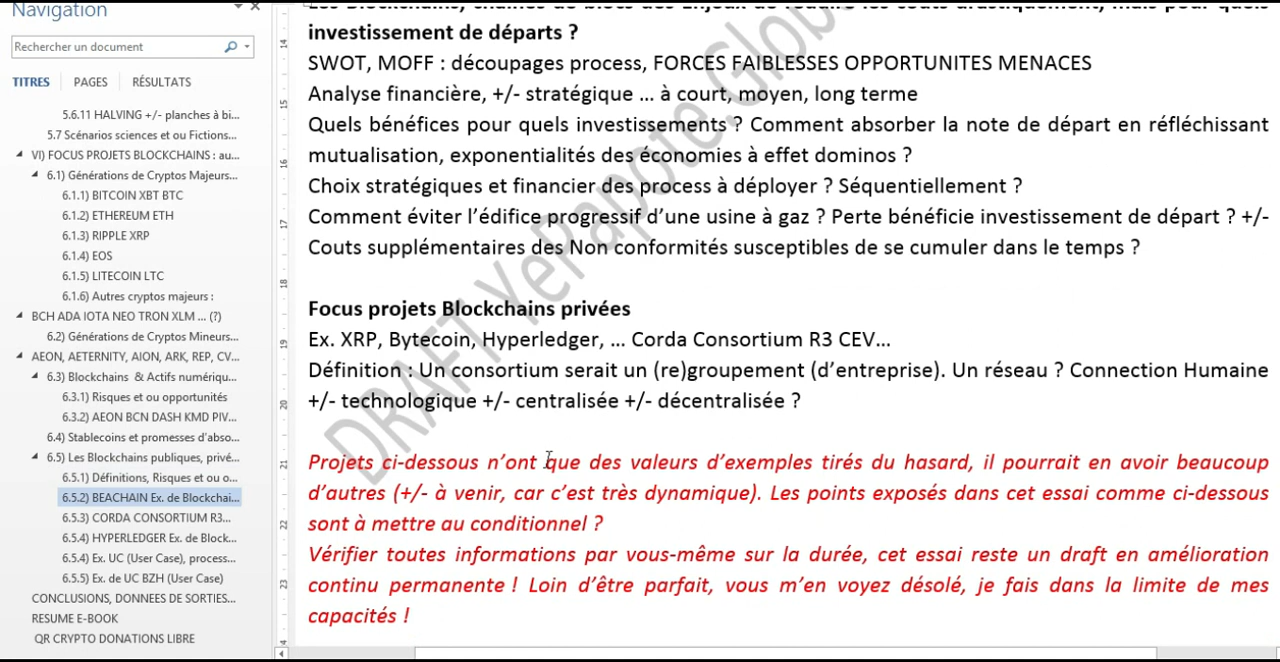 Navigation
Rechercher un document
TITRES
PAGES
RÉSULTATS
5.6.11 HALVING +/- planches à bi...
5.7 Scénarios sciences et ou Fictions...
VI) FOCUS PROJETS BLOCKCHAINS : au...
6.1) Générations de Cryptos Majeurs...
6.1.1) BITCOIN XBT BTC
6.1.2) ETHEREUM ETH
6.1.3) RIPPLE XRP
6.1.4) EOS
6.1.5) LITECOIN LTC
6.1.6) Autres cryptos majeurs :
BCH ADA IOTA NEO TRON XLM ... (?)
6.2) Générations de Cryptos Mineurs...
AEON, AETERNITY, AION, ARK, REP, CV...
6.3) Blockchains & Actifs numériqu...
6.3.1) Risques et ou opportunités
6.3.2) AEON BCN DASH KMD PIV...
6.4) Stablecoins et promesses d'abso...
6.5) Les Blockchains publiques, privé...
6.5.1) Définitions, Risques et ou o...
6.5.2) BEACHAIN Ex. de Blockchai...
6.5.3) CORDA CONSORTIUM R3...
6.5.4) HYPERLEDGER Ex. de Block...
6.5.4) Ex. UC (User Case), process...
6.5.5) Ex. de UC BZH (User Case)
CONCLUSIONS, DONNEES DE SORTIES...
RESUME E-BOOK
QR CRYPTO DONATIONS LIBRE
14
15
16
17
18
19
20
21
22
23
investissement de départs ?
SWOT, MOFF : découpages process, FORCES FAIBLESSES OPPORTUNITES MENACES
Analyse financière, +/- stratégique ... à court, moyen, long terme
Quels bénéfices pour quels investissements ? Comment absorber la note de départ en réfléchissant
mutualisation, exponentialités des économies à effet dominos ?
Choix stratégiques et financier des process à déployer ? Séquentiellement ?
Comment éviter l'édifice progressif d'une usine à gaz ? Perte bénéficie investissement de départ ? +/-
Couts supplémentaires des Non conformités susceptibles de se cumuler dans le temps ?
Focus projets Blockchains privées
Ex. XRP, Bytecoin, Hyperledger, ... Corda Consortium R3 CEV...
Définition : Un consortium serait un (re)groupement (d'entreprise). Un réseau ? Connection Humaine
+/- technologique +/- centralisée +/- décentralisée ?
Projets ci-dessous n'ont que des valeurs d'exemples tirés du hasard, il pourrait en avoir beaucoup
d'autres (+/- à venir, car c'est très dynamique). Les points exposés dans cet essai comme ci-dessous
sont à mettre au conditionnel ?
Vérifier toutes informations par vous-même sur la durée, cet essai reste un draft en amélioration
continu permanente ! Loin d'être parfait, vous m'en voyez désolé, je fais dans la limite de mes
capacités !
DRAFT YePapote.Glob